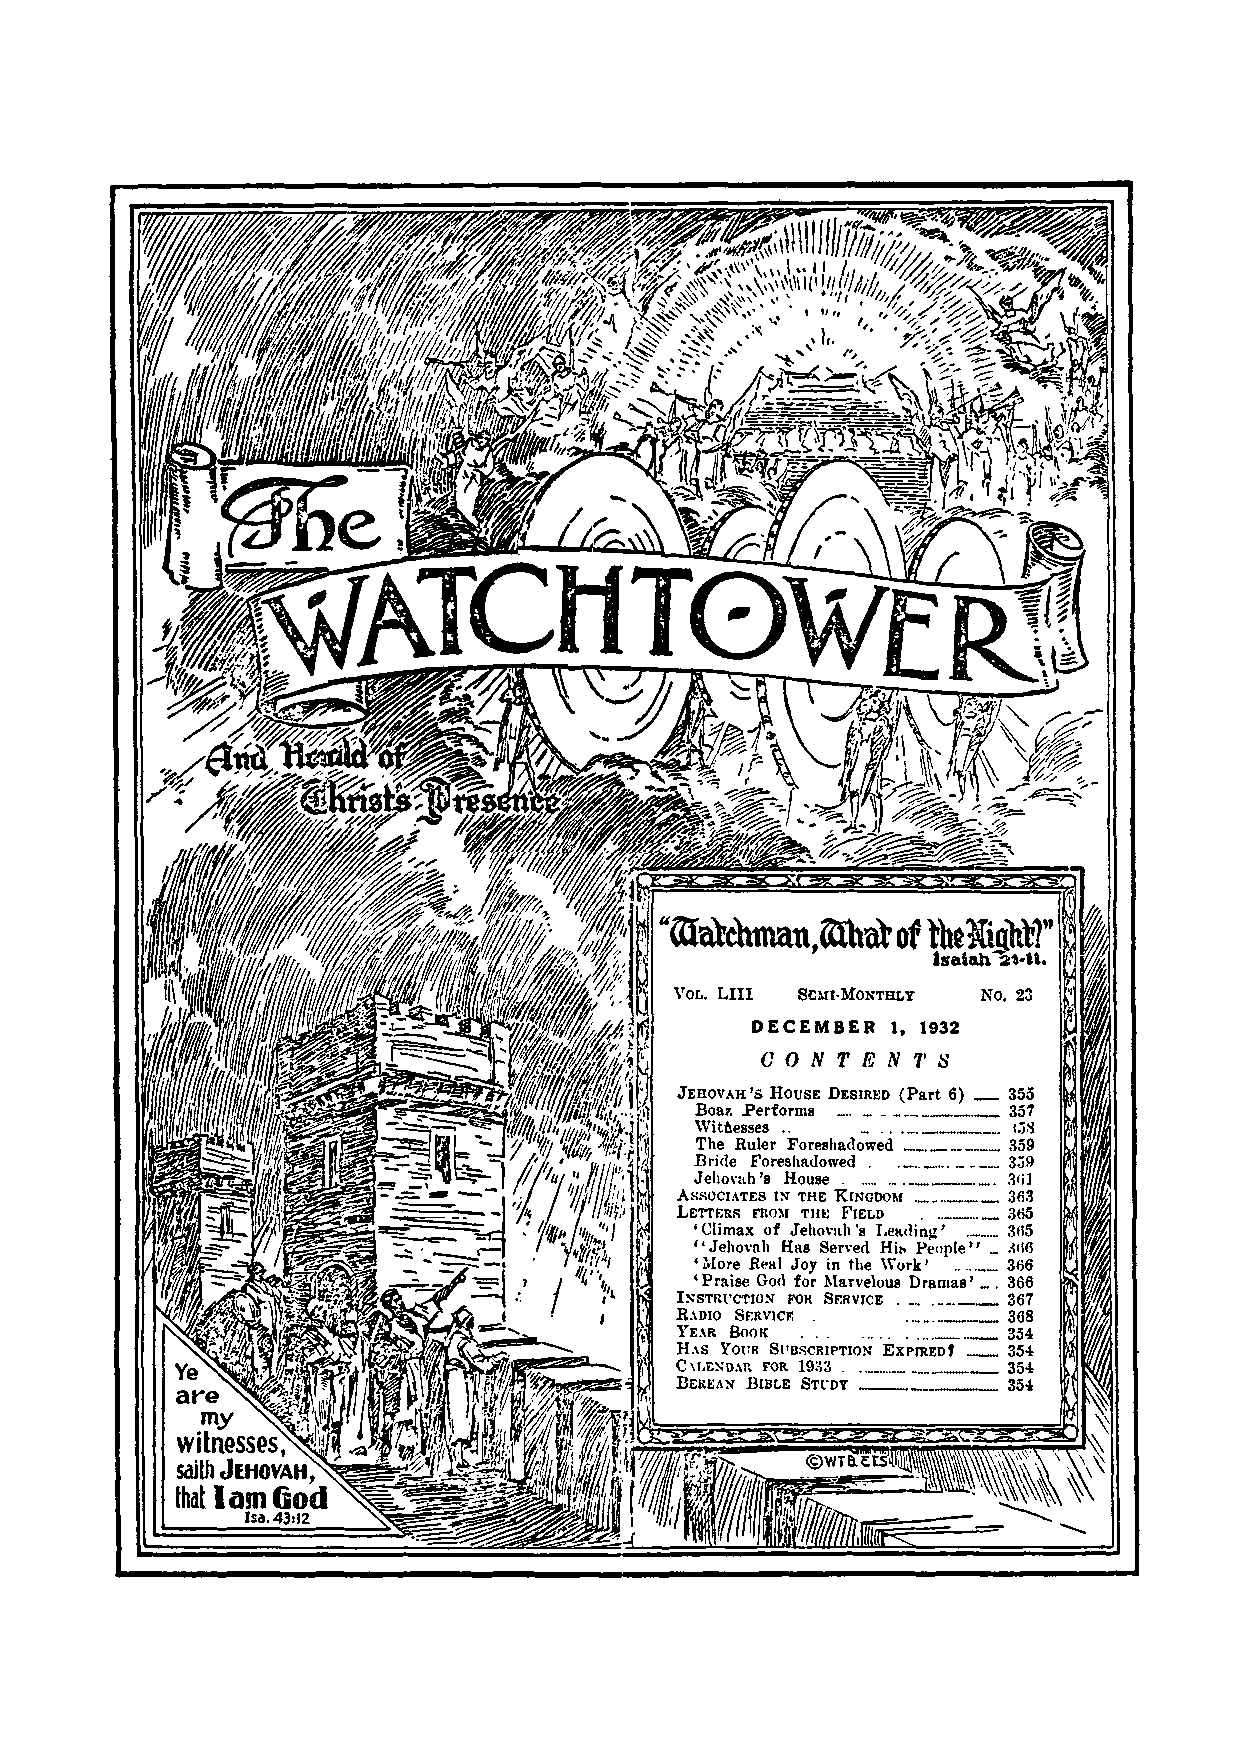 The
WATCHTOWER
And Herald of
Christ's Presence
"Watchman, What of the Night?"
Isaiah 21-11.
VOL. LIII SEMI-MONTHLY No. 23
DECEMBER 1, 1932
CONTENTS
JEHOVAH'S HOUSE DESIRED (Part 6) 355
Boaz Performs 357
Witnesses
The Ruler Foreshadowed 359
Bride Foreshadowed 359
Jehovah's House 361
ASSOCIATES IN THE KINGDOM 363
LETTERS FROM THE FIELD 365
'Climax of Jehovah's Leading' 365
"Jehovah Has Served His People" 366
'More Real Joy in the Work' 366
'Praise God for Marvelous Dramas' 366
INSTRUCTION FOR SERVICE 367
RADIO SERVICE 368
YEAR BOOK 354
HAS YOUR SUBSCRIPTION EXPIRED? 354
CALENDAR FOR 1933 354
BEREAN BIBLE STUDY 354
©WTB.&TS.
Ye
are
my
witnesses,
saith JEHOVAH,
that I am God
Isa. 43:12